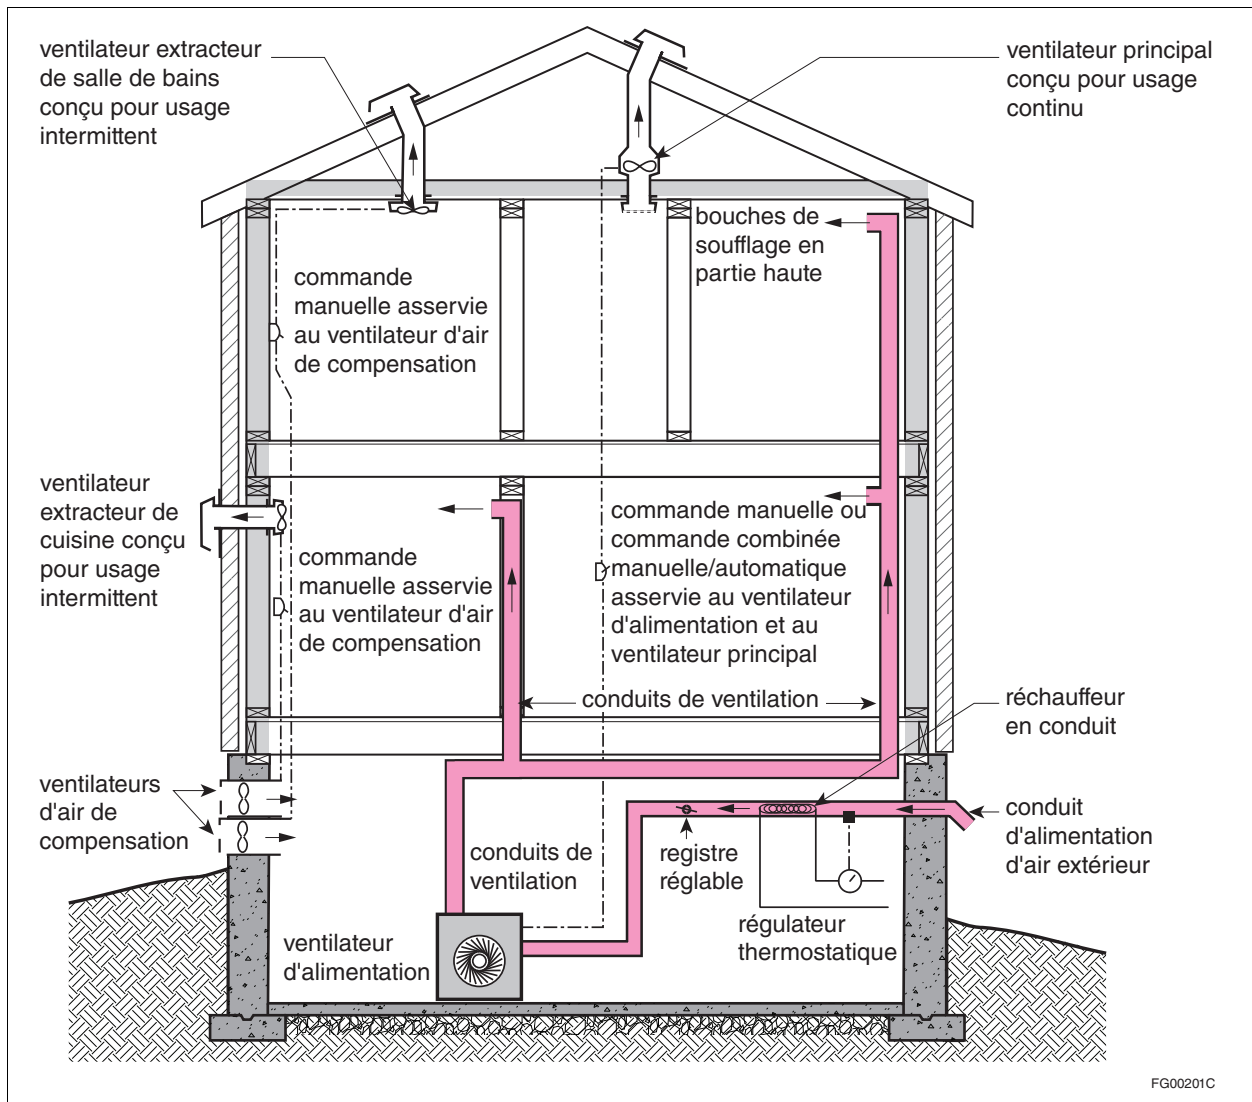 ventilateur extracteur
de salle de bains
conçu pour usage
intermittent
ventilateur principal
conçu pour usage
continu
bouches de
soufflage en
partie haute
commande
manuelle asservie
au ventilateur d'air
de compensation
ventilateur
extracteur de
cuisine conçu
pour usage
intermittent
commande
manuelle asservie
au ventilateur d'air
de compensation
commande manuelle ou
commande combinée
manuelle/automatique
asservie au ventilateur
d'alimentation et au
ventilateur principal
conduits de ventilation
réchauffeur
en conduit
ventilateurs
d'air de
compensation
conduits de
ventilation
registre
réglable
conduit
d'alimentation
d'air extérieur
ventilateur
d'alimentation
régulateur
thermostatique
FG00201C